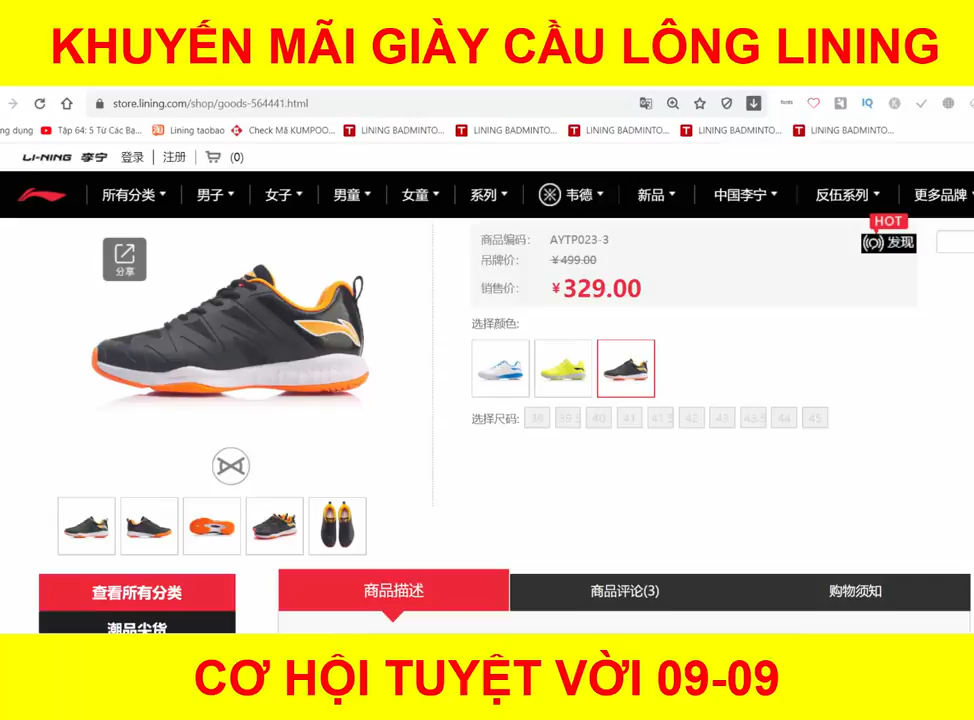 KHUYẾN MÃI GIÀY CẦU LÔNG LINING
store.lining.com/shop/goods-564441.html
ng dụng Tập 64: 5 Từ Các Bạ... Lining taobao Check Mã KUMPOO... LINING BADMINTO... LINING BADMINTO... LINING BADMINTO... LINING BADMINTO... LINING BADMINTO...
LI-NING 李宁 登录 注册 (0)
所有分类 男子 女子 男童 女童 系列 韦德 新品 中国李宁 反伍系列 更多品牌
HOT
发现
分享
商品编码: AYTP023-3
吊牌价: ¥499.00
销售价: ¥329.00
选择颜色:
选择尺码: 39 39.5 40 41 41.5 42 43 43.5 44 45
查看所有分类 商品描述 商品评论(3) 购物须知
潮品尖货
CƠ HỘI TUYỆT VỜI 09-09